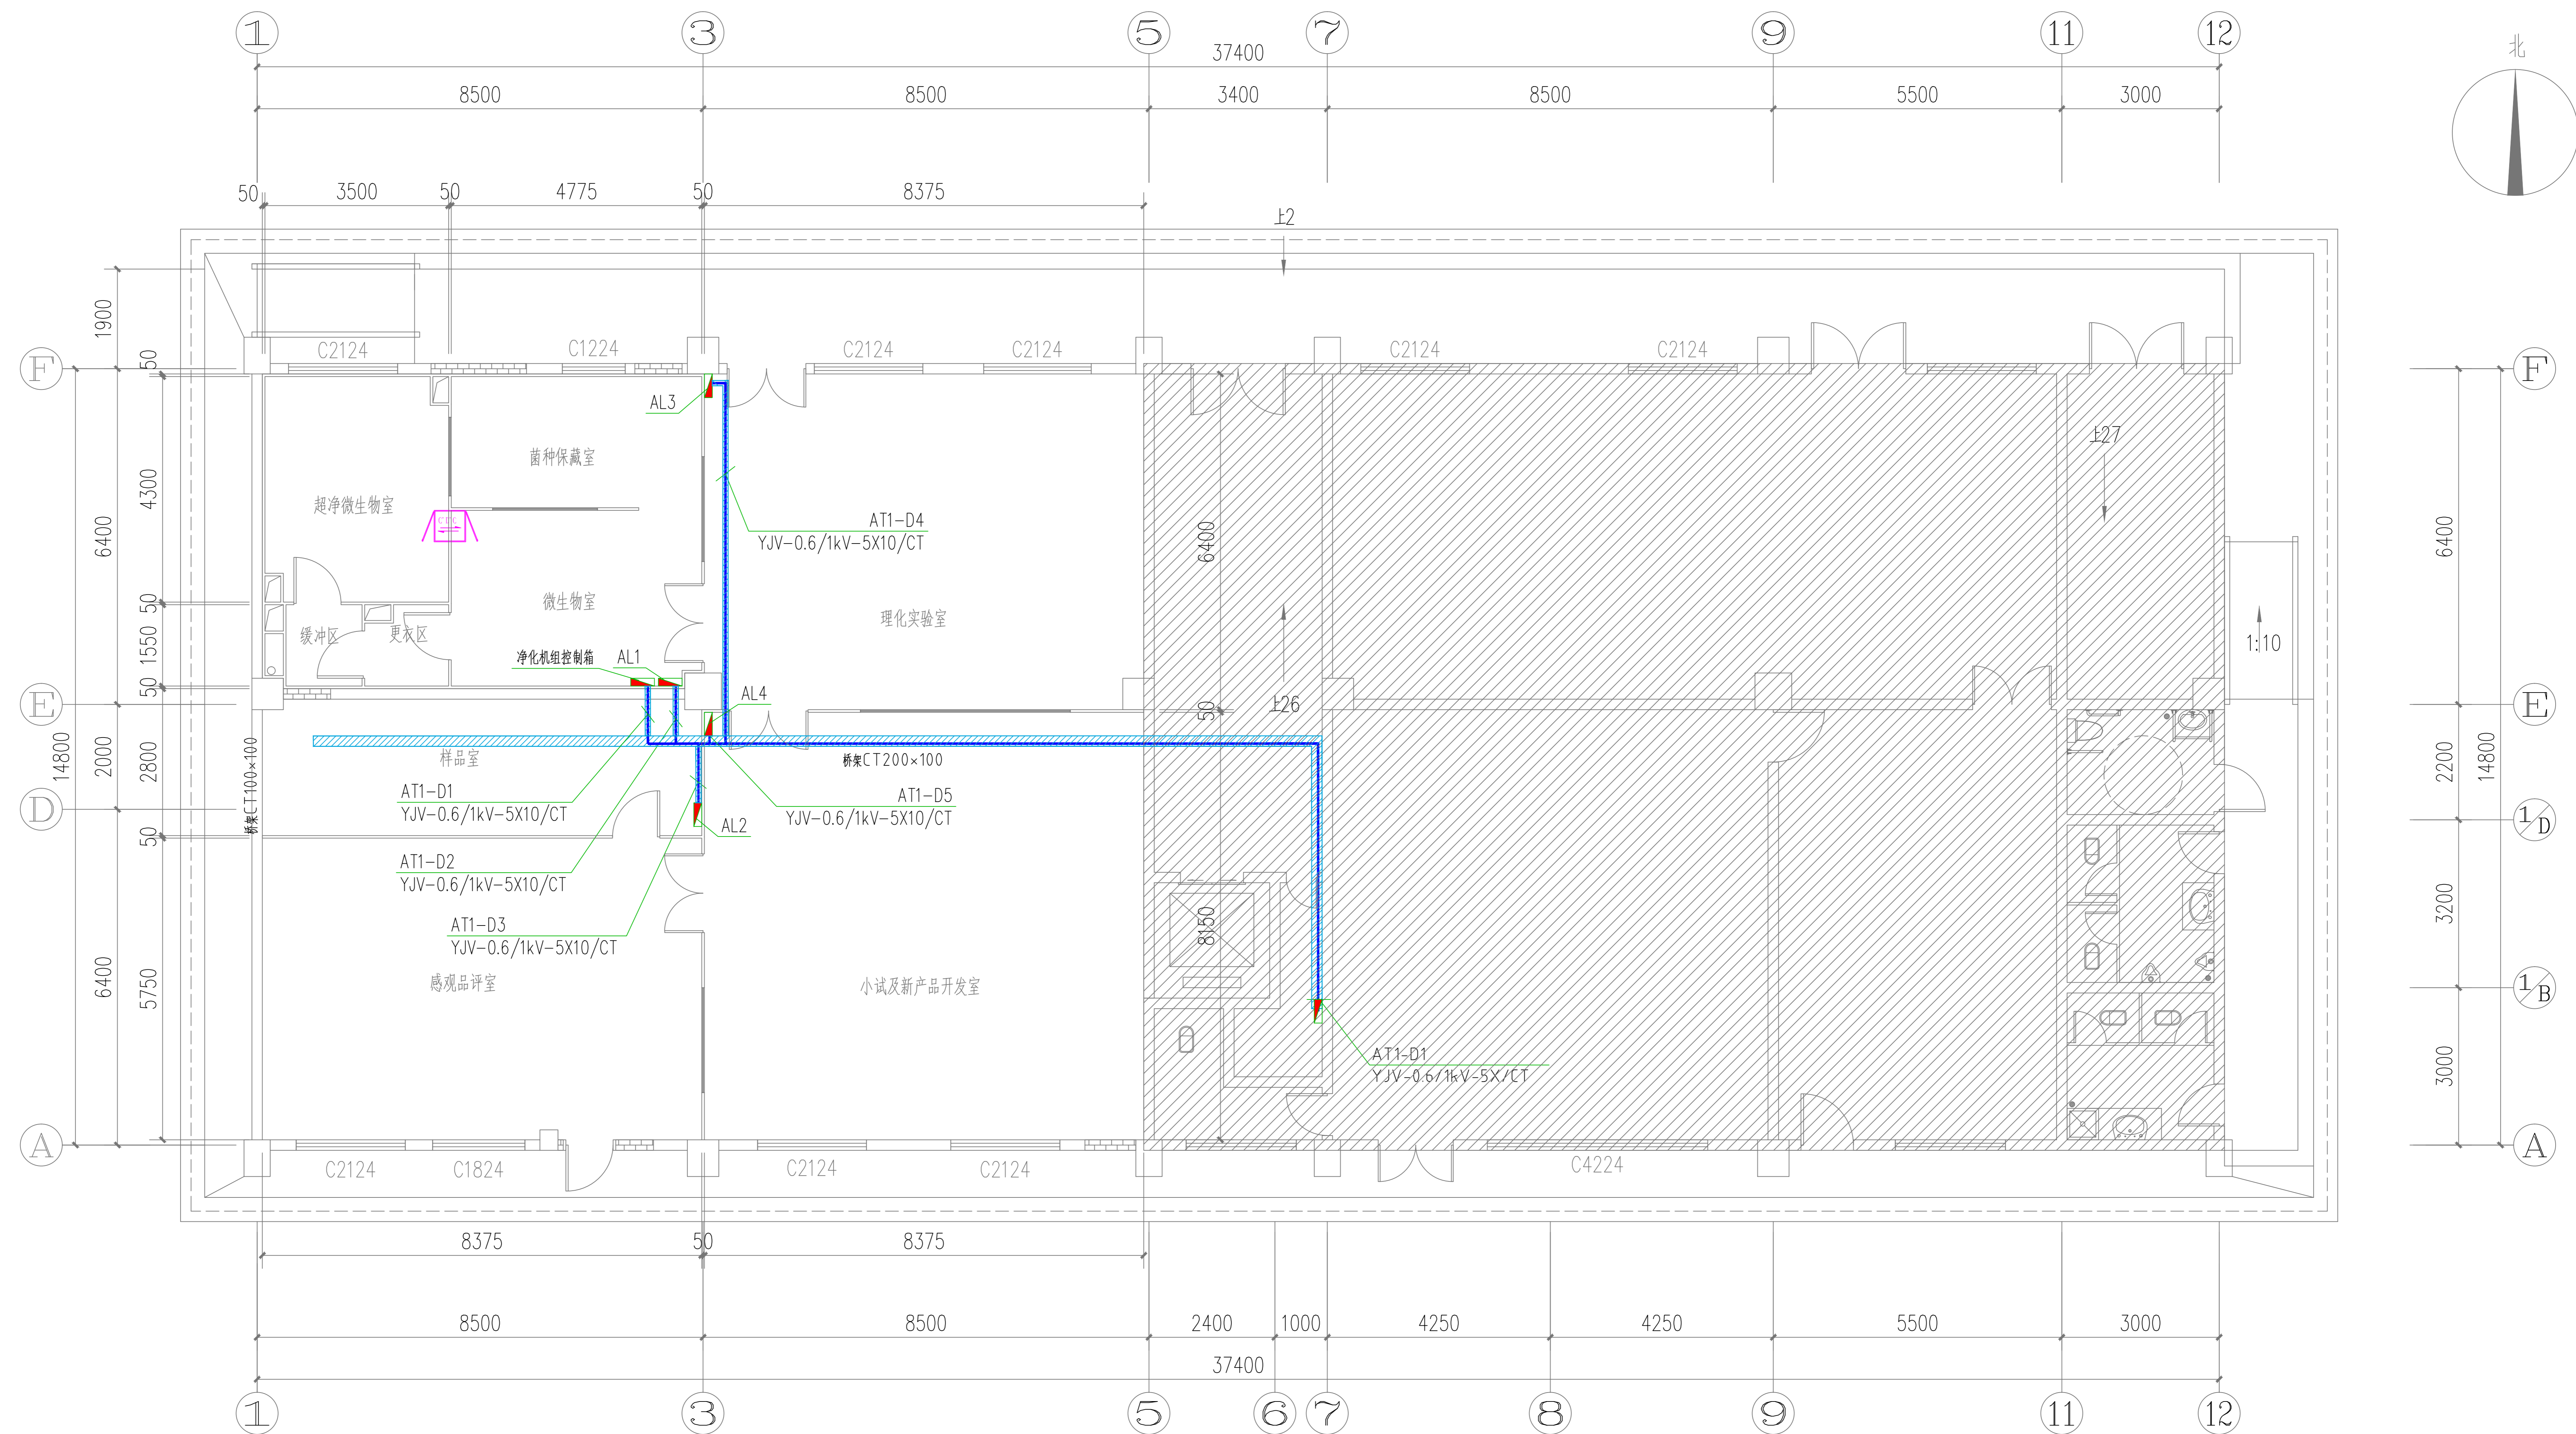 1 3 5 7 9 11 12
北
37400
8500 8500 3400 8500 5500 3000
50 3500 50 4775 50 8375
上2
1900
F
50
C2124
C1224
C2124
C2124
C2124
C2124
F
AL3
上27
菌种保藏室
4300
超净微生物室
AT1-D4
YJV-0.6/1kV-5X10/CT
6400
6400
6400
50
微生物室
理化实验室
缓冲区
更衣区
1550
1:10
净化机组控制箱
AL1
50
AL4
E
50
上26
E
14800
2000
2800
桥架CT100×100
样品室
桥架CT200×100
2200
14800
AT1-D1
YJV-0.6/1kV-5X10/CT
AT1-D5
YJV-0.6/1kV-5X10/CT
D
AL2
1/D
50
AT1-D2
YJV-0.6/1kV-5X10/CT
AT1-D3
YJV-0.6/1kV-5X10/CT
8150
3200
6400
5750
感观品评室
小试及新产品开发室
1/B
AT1-D1
YJV-0.6/1kV-5X/CT
3000
A
A
C2124
C1824
C2124
C2124
C4224
8375 50 8375
8500 8500 2400 1000 4250 4250 5500 3000
37400
1 3 5 6 7 8 9 11 12